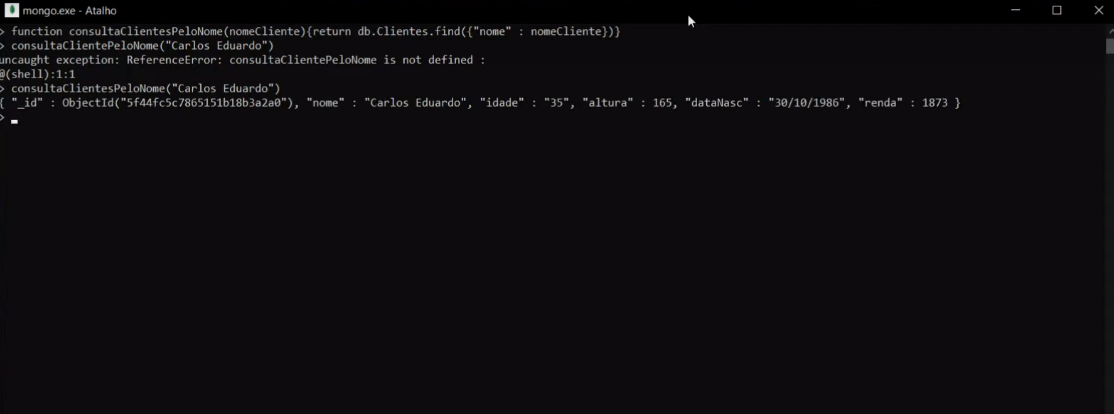 mongo.exe - Atalho
> function consultaClientesPeloNome(nomeCliente){return db.Clientes.find({"nome" : nomeCliente})}
> consultaClientePeloNome("Carlos Eduardo")
uncaught exception: ReferenceError: consultaClientePeloNome is not defined :
@(shell):1:1
> consultaClientesPeloNome("Carlos Eduardo")
{ "_id" : ObjectId("5f44fc5c7865151b18b3a2a0"), "nome" : "Carlos Eduardo", "idade" : "35", "altura" : 165, "dataNasc" : "30/10/1986", "renda" : 1873 }
>